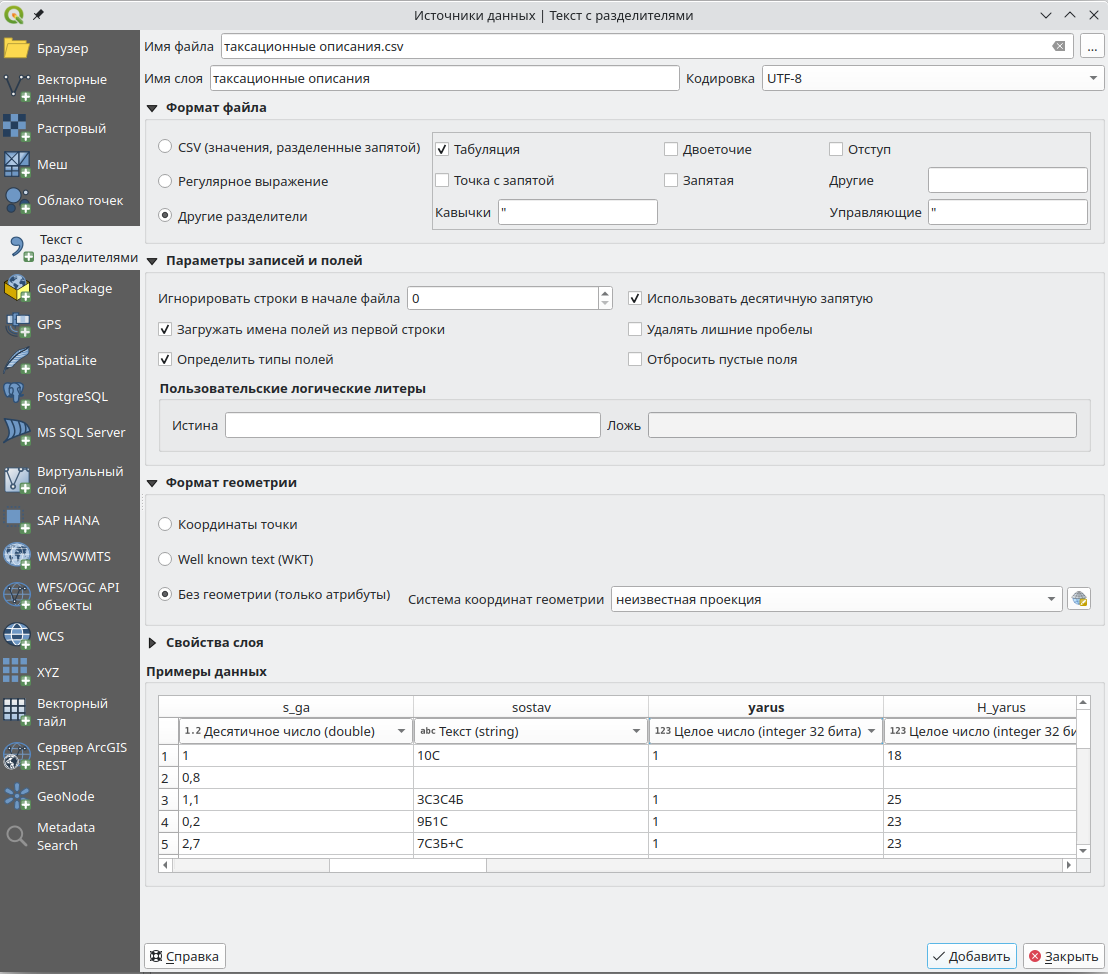 Источники данных | Текст с разделителями
Браузер
Векторные
данные
Растровый
Меш
Облако точек
Текст с
разделителями
GeoPackage
GPS
SpatiaLite
PostgreSQL
MS SQL Server
Виртуальный
слой
SAP HANA
WMS/WMTS
WFS/OGC API
объекты
WCS
XYZ
Векторный
тайл
Сервер ArcGIS
REST
GeoNode
Metadata
Search
Имя файла таксационные описания.csv ...
Имя слоя таксационные описания Кодировка UTF-8
Формат файла
CSV (значения, разделенные запятой)
Регулярное выражение
Другие разделители
Табуляция Двоеточие Отступ
Точка с запятой Запятая Другие
Кавычки " Управляющие "
Параметры записей и полей
Игнорировать строки в начале файла 0 Использовать десятичную запятую
Загружать имена полей из первой строки Удалять лишние пробелы
Определить типы полей Отбросить пустые поля
Пользовательские логические литеры
Истина Ложь
Формат геометрии
Координаты точки
Well known text (WKT)
Без геометрии (только атрибуты) Система координат геометрии неизвестная проекция
Свойства слоя
Примеры данных
s_ga sostav yarus H_yarus
1.2 Десятичное число (double) abc Текст (string) 123 Целое число (integer 32 бита) 123 Целое число (integer 32 би
1 1 10С 1 18
2 0,8
3 1,1 3С3С4Б 1 25
4 0,2 9Б1С 1 23
5 2,7 7С3Б+С 1 23
Справка Добавить Закрыть